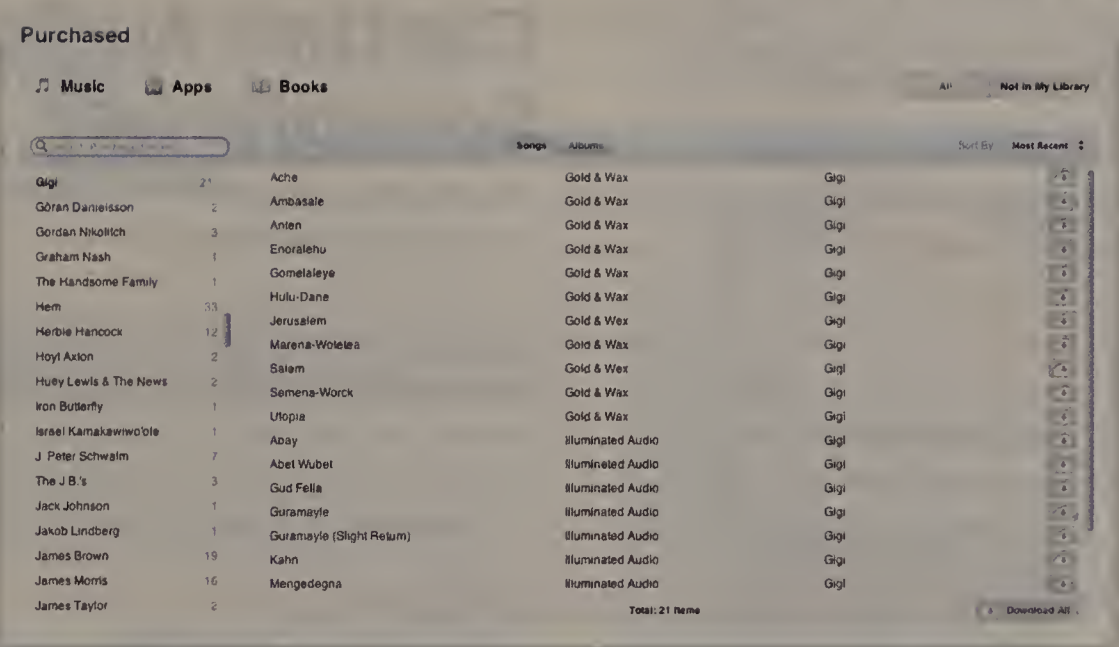 Purchased
Music Apps Books All Not in My Library
Songs Albums Sort By Most Recent
Gigi 21
Göran Danielsson 2
Gordan Nikolitch 3
Graham Nash 1
The Handsome Family 1
Hem 33
Herbie Hancock 12
Hoyt Axton 2
Huey Lewis & The News 2
Iron Butterfly 1
Israel Kamakawiwo'ole 1
J Peter Schwalm 7
The J B.'s 3
Jack Johnson 1
Jakob Lindberg 1
James Brown 19
James Morris 16
James Taylor 2
Ache Gold & Wax Gigi
Ambasale Gold & Wax Gigi
Anten Gold & Wax Gigi
Enoralehu Gold & Wax Gigi
Gomelaleye Gold & Wax Gigi
Hulu-Dane Gold & Wax Gigi
Jerusalem Gold & Wax Gigi
Marena-Wolelea Gold & Wax Gigi
Salem Gold & Wax Gigi
Semena-Worck Gold & Wax Gigi
Utopia Gold & Wax Gigi
Abay Illuminated Audio Gigi
Abet Wubet Illuminated Audio Gigi
Gud Fella Illuminated Audio Gigi
Guramayle Illuminated Audio Gigi
Guramayle (Slight Return) Illuminated Audio Gigi
Kahn Illuminated Audio Gigi
Mengedegna Illuminated Audio Gigi
Total: 21 Items
Download All